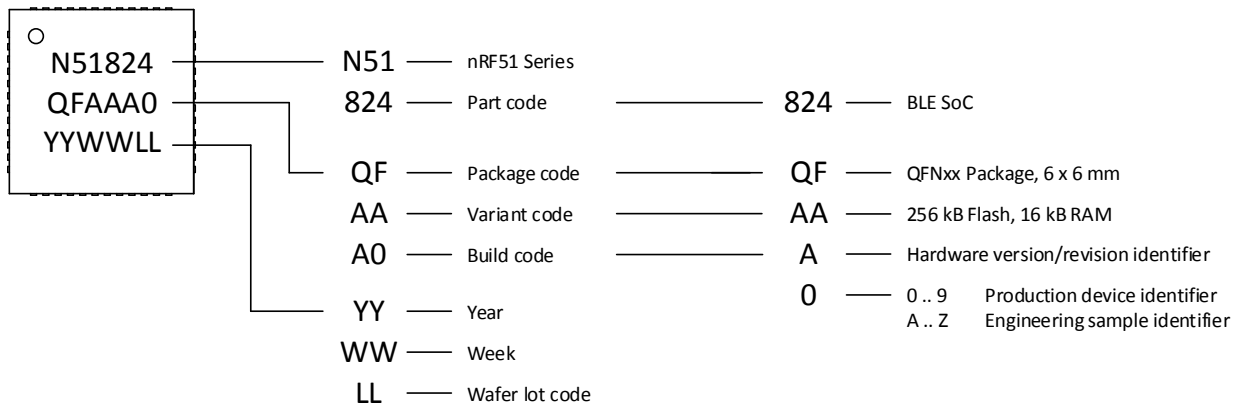 N51824
QFAAA0
YYWWLL
N51 nRF51 Series
824 Part code 824 BLE SoC
QF Package code QF QFNxx Package, 6 x 6 mm
AA Variant code AA 256 kB Flash, 16 kB RAM
A0 Build code A Hardware version/revision identifier
0 0 .. 9 Production device identifier
A .. Z Engineering sample identifier
YY Year
WW Week
LL Wafer lot code